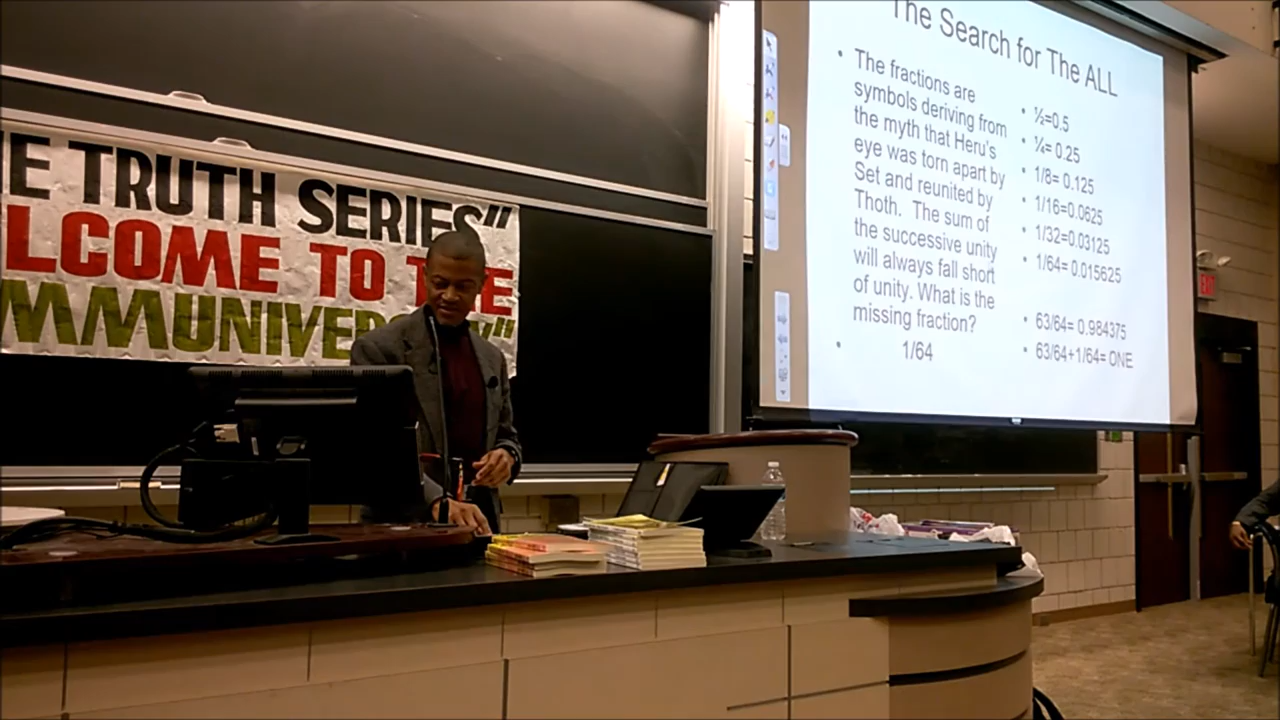 E TRUTH SERIES"
LCOME TO THE
MMUNIVER
The Search for The ALL
• The fractions are
symbols deriving from
the myth that Heru's
eye was torn apart by
Set and reunited by
Thoth. The sum of
the successive unity
will always fall short
of unity. What is the
missing fraction?
• 1/64
• ½=0.5
• ¼= 0.25
• 1/8= 0.125
• 1/16=0.0625
• 1/32=0.03125
• 1/64= 0.015625
• 63/64= 0.984375
• 63/64+1/64= ONE